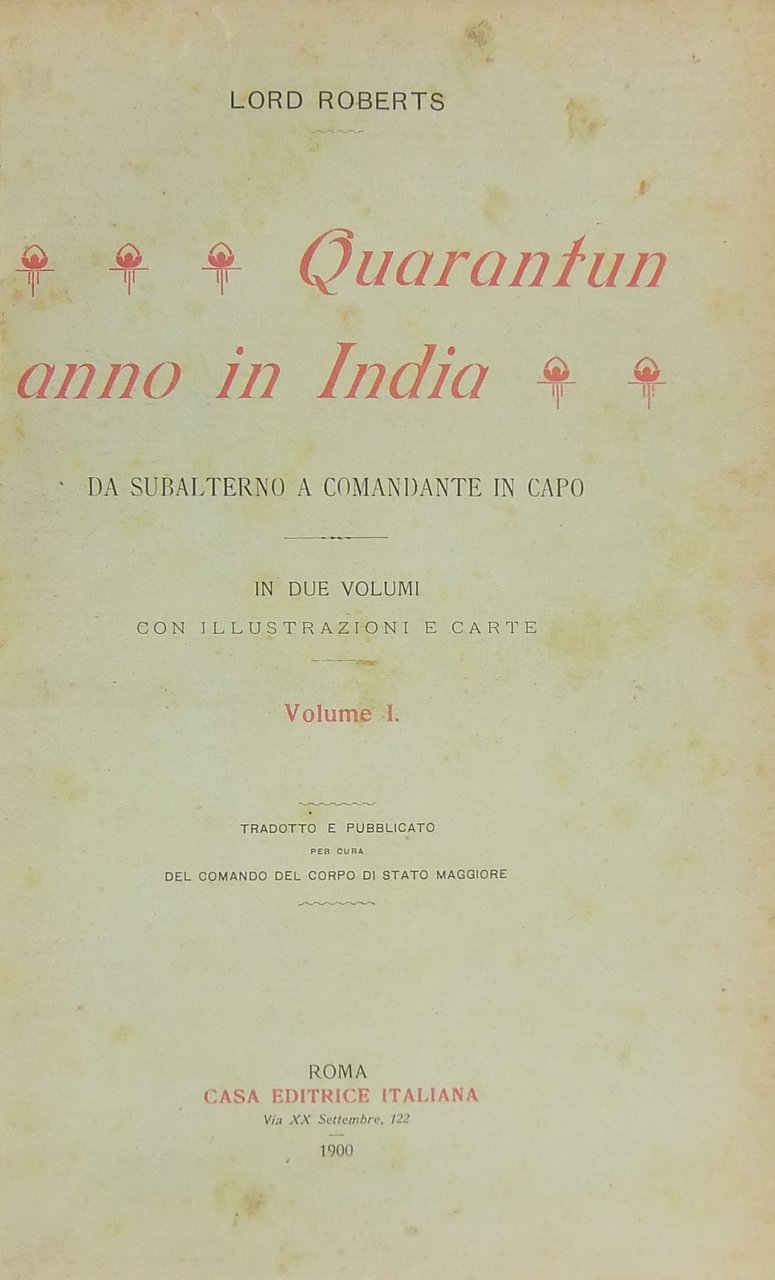 LORD ROBERTS
Quarantun
anno in India
DA SUBALTERNO A COMANDANTE IN CAPO
IN DUE VOLUMI
CON ILLUSTRAZIONI E CARTE
Volume I.
TRADOTTO E PUBBLICATO
PER CURA
DEL COMANDO DEL CORPO DI STATO MAGGIORE
ROMA
CASA EDITRICE ITALIANA
Via XX Settembre, 122
1900